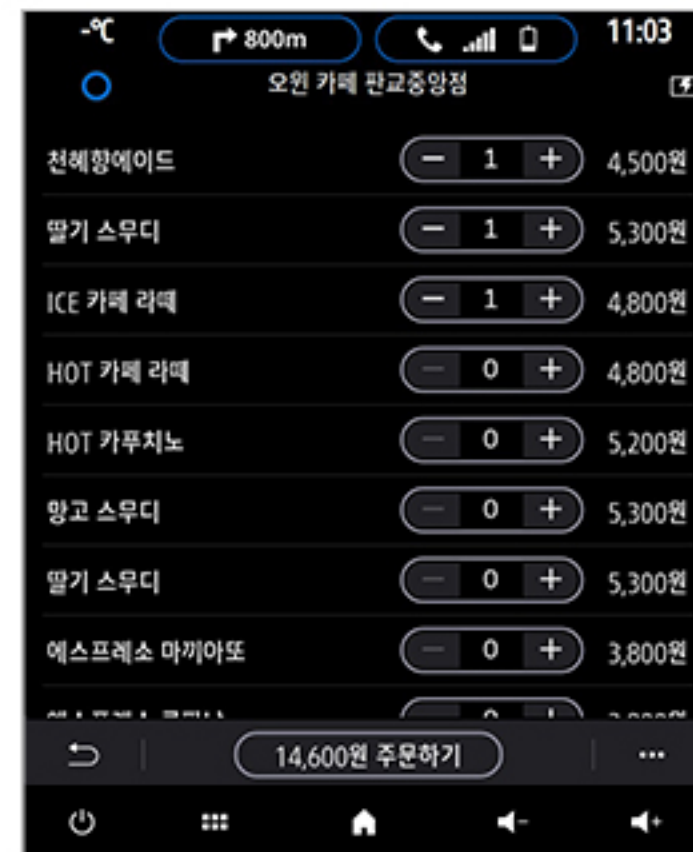 -℃ 800m 11:03
오윈 카페 판교중앙점
천혜향에이드 - 1 + 4,500원
딸기 스무디 - 1 + 5,300원
ICE 카페 라떼 - 1 + 4,800원
HOT 카페 라떼 - 0 + 4,800원
HOT 카푸치노 - 0 + 5,200원
망고 스무디 - 0 + 5,300원
딸기 스무디 - 0 + 5,300원
에스프레소 마끼아또 - 0 + 3,800원
에스프레소
14,600원 주문하기